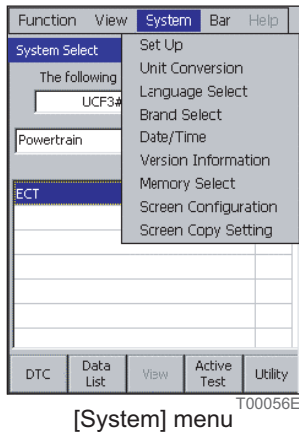 Function View System Bar Help
System Select
The following
UCF3#
Powertrain
ECT
Set Up
Unit Conversion
Language Select
Brand Select
Date/Time
Version Information
Memory Select
Screen Configuration
Screen Copy Setting
DTC
Data List
View
Active Test
Utility
T00056E
[System] menu